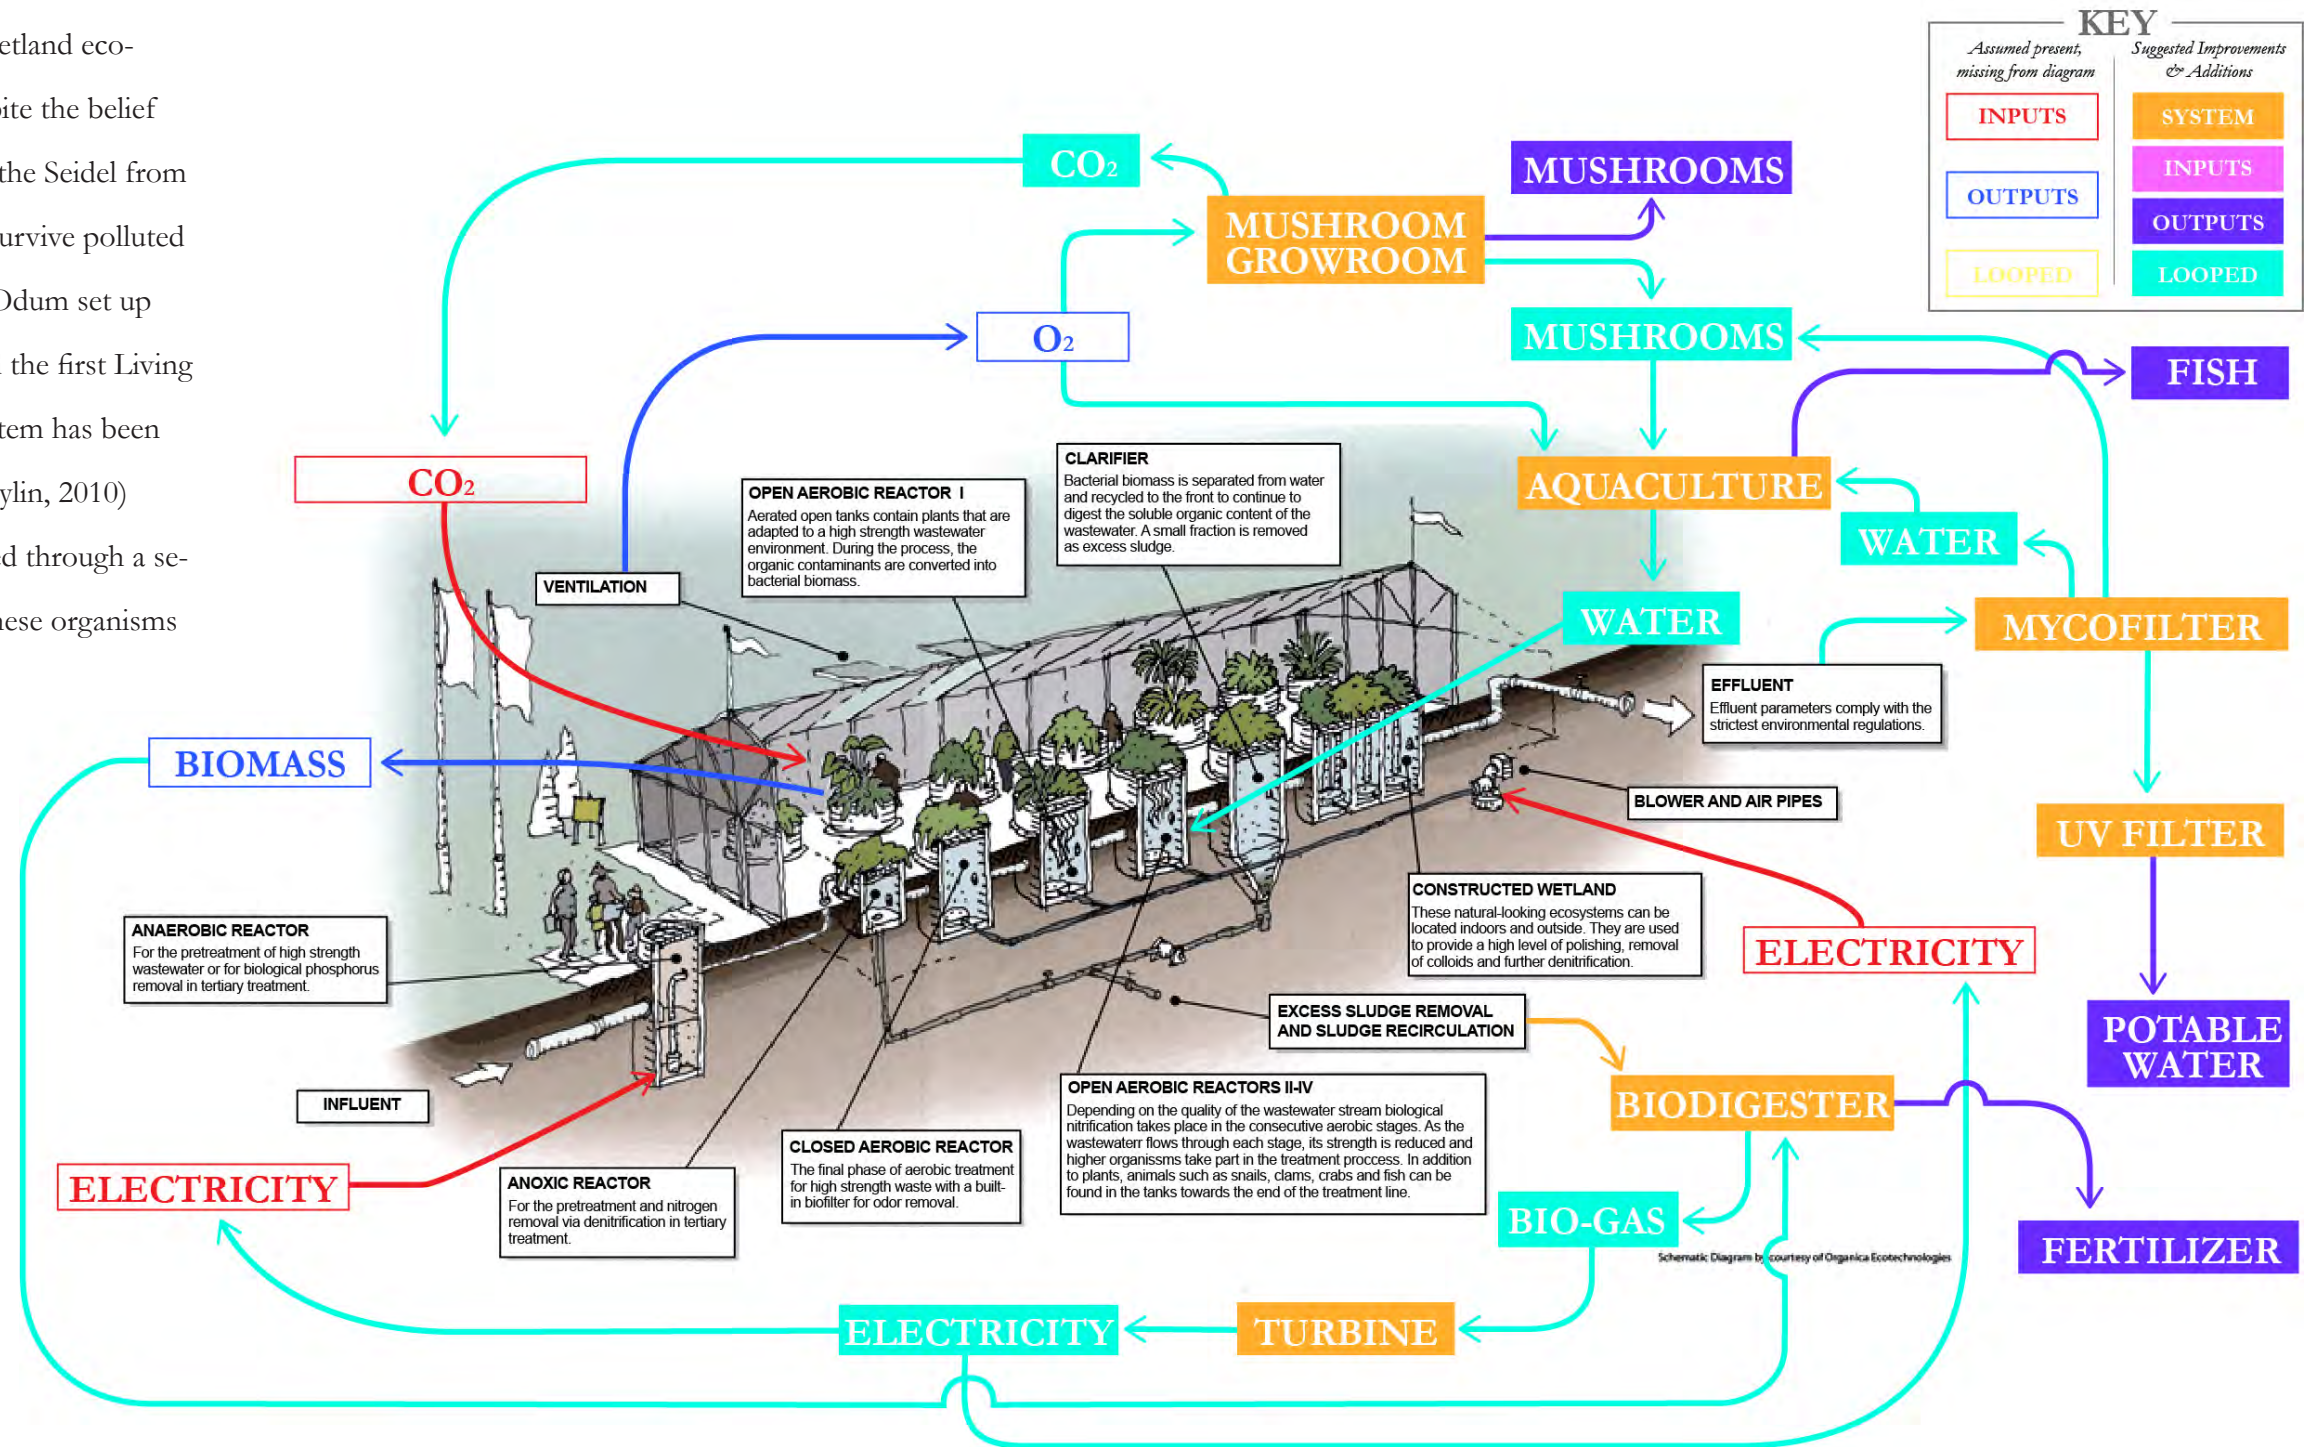 etland eco-
ite the belief
the Seidel from
urvive polluted
Odum set up
the first Living
tem has been
ylin, 2010)
ed through a se-
hese organisms
KEY
Assumed present,
missing from diagram
INPUTS
OUTPUTS
LOOPED
Suggested Improvements
& Additions
SYSTEM
INPUTS
OUTPUTS
LOOPED
CO2
MUSHROOMS
MUSHROOM
GROWROOM
O2
MUSHROOMS
FISH
CO2
AQUACULTURE
WATER
WATER
MYCOFILTER
VENTILATION
OPEN AEROBIC REACTOR I
Aerated open tanks contain plants that are
adapted to a high strength wastewater
environment. During the process, the
organic contaminants are converted into
bacterial biomass.
CLARIFIER
Bacterial biomass is separated from water
and recycled to the front to continue to
digest the soluble organic content of the
wastewater. A small fraction is removed
as excess sludge.
EFFLUENT
Effluent parameters comply with the
strictest environmental regulations.
BIOMASS
BLOWER AND AIR PIPES
UV FILTER
CONSTRUCTED WETLAND
These natural-looking ecosystems can be
located indoors and outside. They are used
to provide a high level of polishing, removal
of colloids and further denitrification.
ELECTRICITY
ANAEROBIC REACTOR
For the pretreatment of high strength
wastewater or for biological phosphorus
removal in tertiary treatment.
EXCESS SLUDGE REMOVAL
AND SLUDGE RECIRCULATION
POTABLE
WATER
INFLUENT
BIODIGESTER
OPEN AEROBIC REACTORS II-IV
Depending on the quality of the wastewater stream biological
nitrification takes place in the consecutive aerobic stages. As the
wastewaterr flows through each stage, its strength is reduced and
higher organissms take part in the treatment proccess. In addition
to plants, animals such as snails, clams, crabs and fish can be
found in the tanks towards the end of the treatment line.
CLOSED AEROBIC REACTOR
The final phase of aerobic treatment
for high strength waste with a built-
in biofilter for odor removal.
ANOXIC REACTOR
For the pretreatment and nitrogen
removal via denitrification in tertiary
treatment.
ELECTRICITY
BIO-GAS
FERTILIZER
Schematic Diagram by courtesy of Organica Ecotechnologies
ELECTRICITY
TURBINE